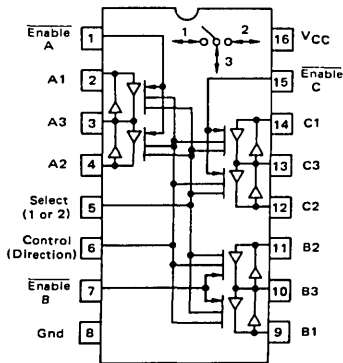 Enable
A
1
A1
2
A3
3
A2
4
Select
(1 or 2)
5
Control
(Direction)
6
Enable
B
7
Gnd
8
1
2
3
16
VCC
15
Enable
C
14
C1
13
C3
12
C2
11
B2
10
B3
9
B1